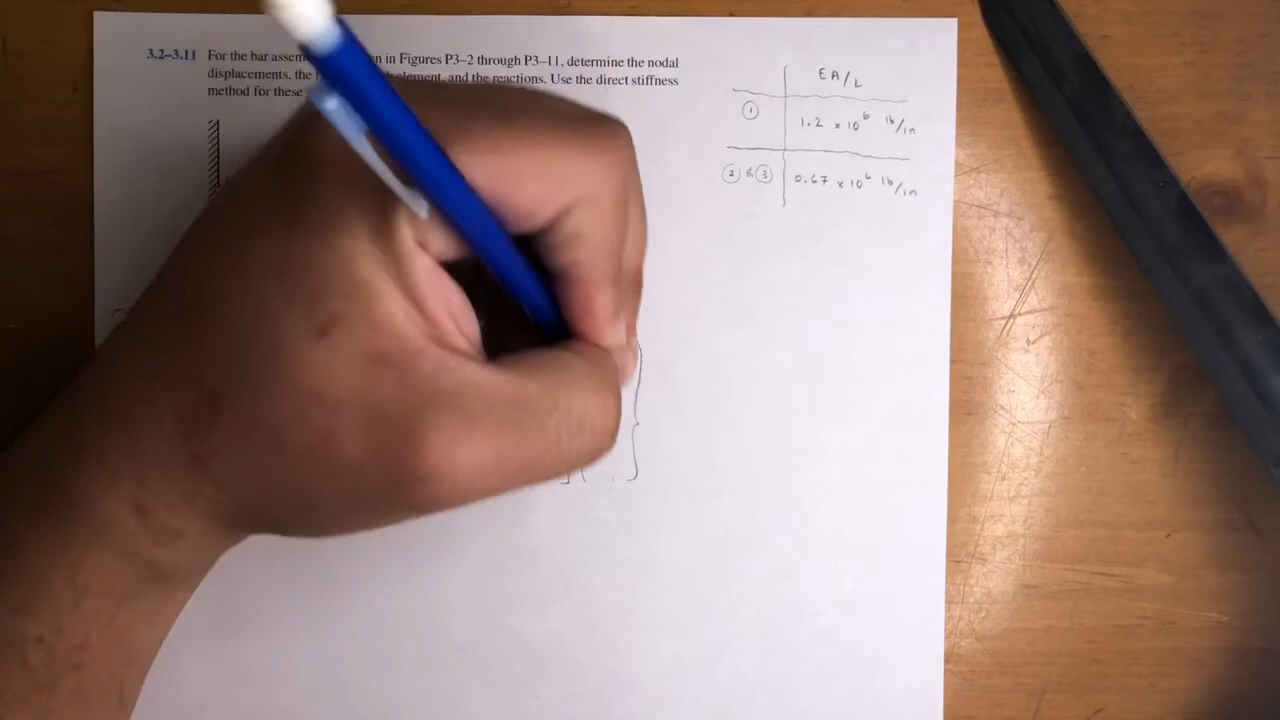 3.2–3.11 For the bar in Figures P3–2 through P3–11, determine the nodal
displacements, the and the reactions. Use the direct stiffness
method for these
EA/L
① 1.2 x 10⁶ lb/in
② & ③ 0.67 x 10⁶ lb/in